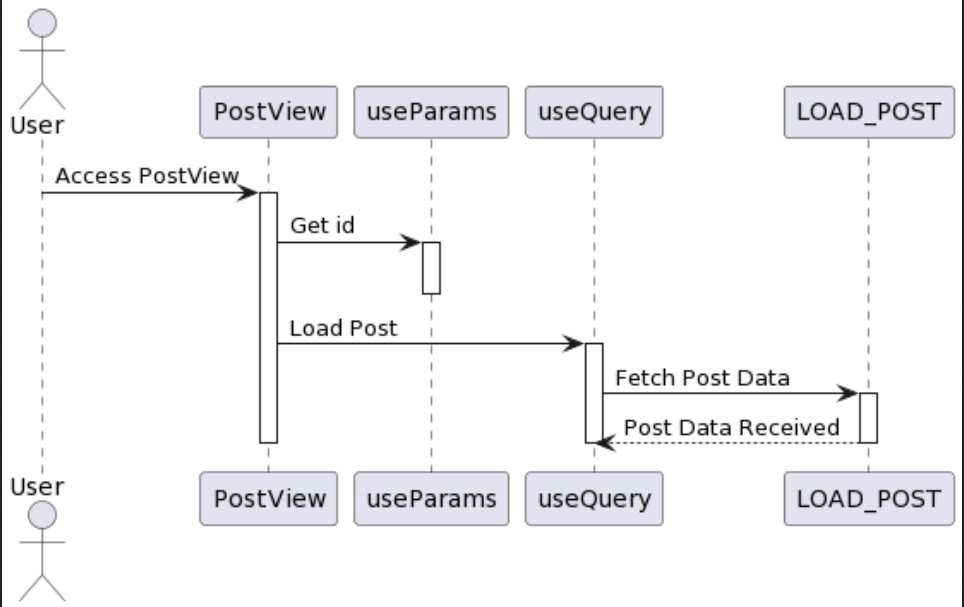 User
PostView
useParams
useQuery
LOAD_POST
Access PostView
Get id
Load Post
Fetch Post Data
Post Data Received
User
PostView
useParams
useQuery
LOAD_POST